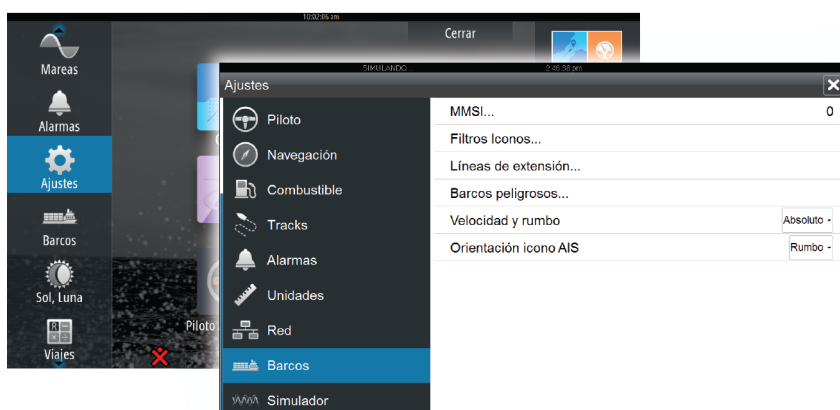 10:02:06 am
Cerrar
Mareas
Alarmas
Ajustes
Barcos
Sol, Luna
Viajes
Piloto
SIMULANDO
2:46:38 pm
Ajustes
Piloto
Navegación
Combustible
Tracks
Alarmas
Unidades
Red
Barcos
Simulador
MMSI... 0
Filtros Iconos...
Líneas de extensión...
Barcos peligrosos...
Velocidad y rumbo Absoluto
Orientación icono AIS Rumbo